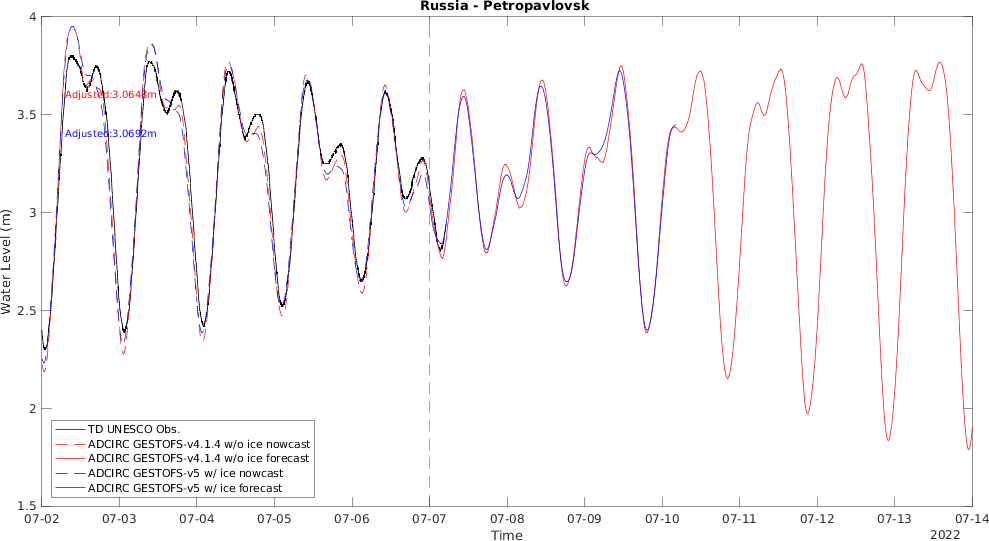 Russia - Petropavlovsk
4
3.5
3
2.5
2
1.5
Water Level (m)
Adjusted:3.0643m
Adjusted:3.0692m
TD UNESCO Obs.
ADCIRC GESTOFS-v4.1.4 w/o ice nowcast
ADCIRC GESTOFS-v4.1.4 w/o ice forecast
ADCIRC GESTOFS-v5 w/ ice nowcast
ADCIRC GESTOFS-v5 w/ ice forecast
07-02 07-03 07-04 07-05 07-06 07-07 07-08 07-09 07-10 07-11 07-12 07-13 07-14
Time
2022